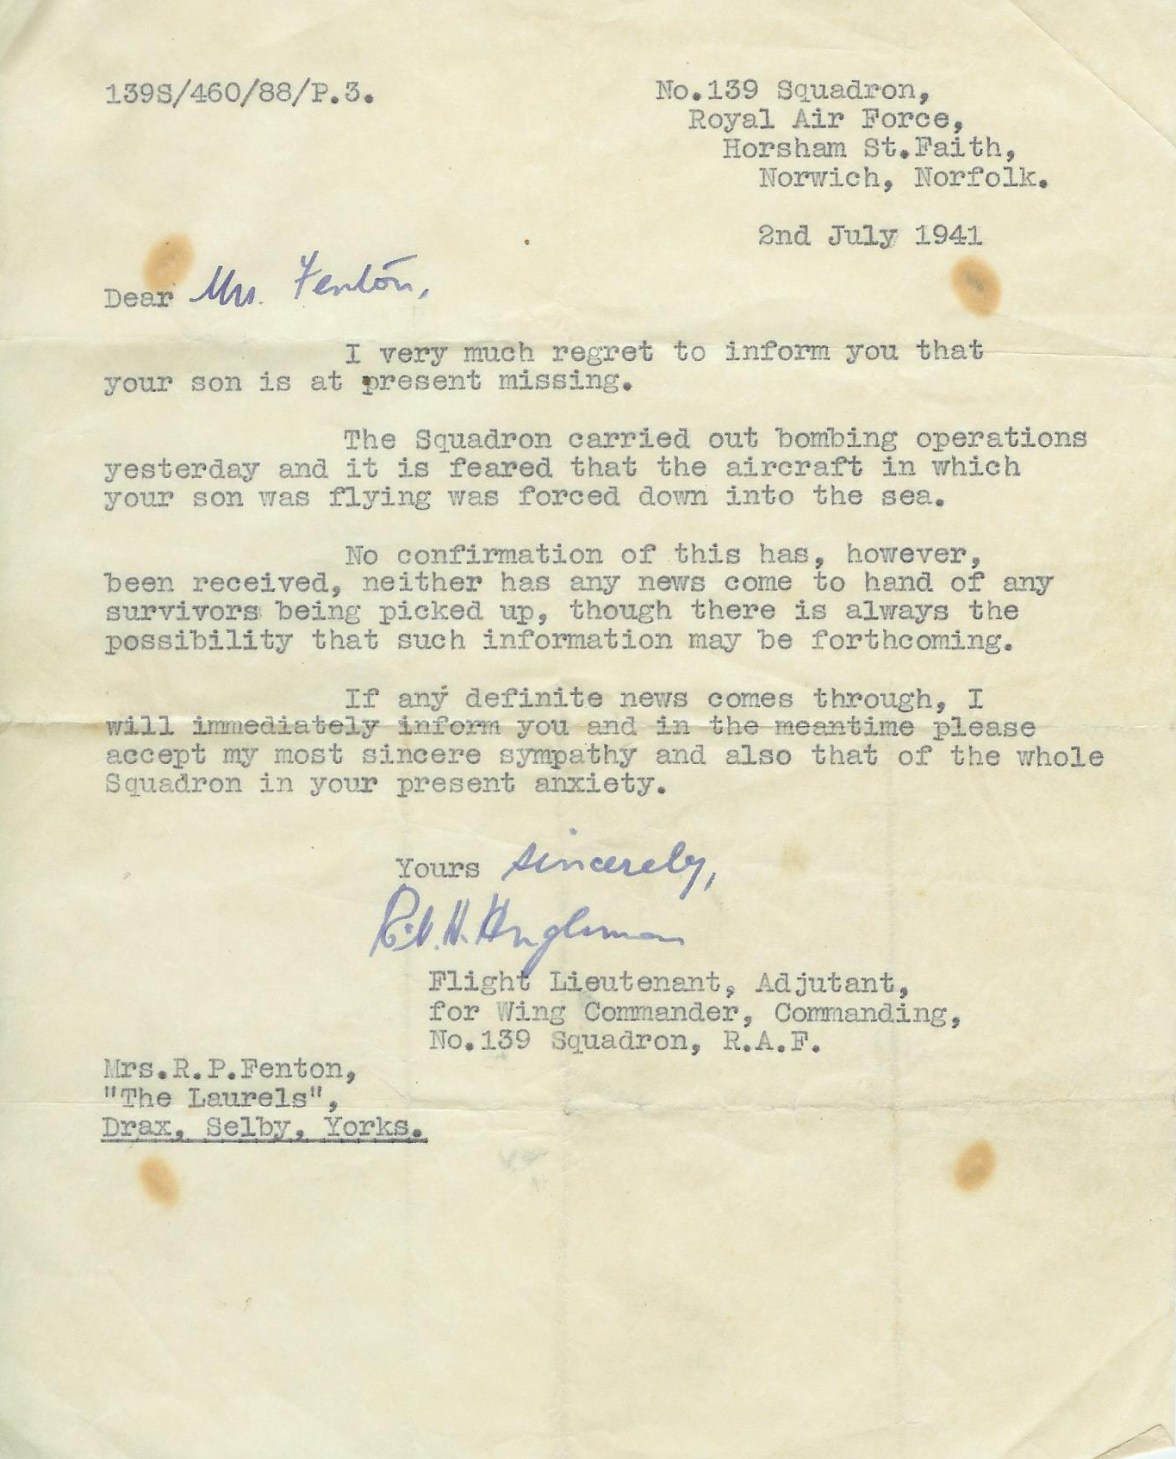 139S/460/88/P.3.
No.139 Squadron,
Royal Air Force,
Horsham St.Faith,
Norwich, Norfolk.
2nd July 1941
Dear Mrs. Fenton,
I very much regret to inform you that
your son is at present missing.
The Squadron carried out bombing operations
yesterday and it is feared that the aircraft in which
your son was flying was forced down into the sea.
No confirmation of this has, however,
been received, neither has any news come to hand of any
survivors being picked up, though there is always the
possibility that such information may be forthcoming.
If any definite news comes through, I
will immediately inform you and in the meantime please
accept my most sincere sympathy and also that of the whole
Squadron in your present anxiety.
Yours sincerely,
Flight Lieutenant, Adjutant,
for Wing Commander, Commanding,
No.139 Squadron, R.A.F.
Mrs.R.P.Fenton,
"The Laurels",
Drax, Selby, Yorks.